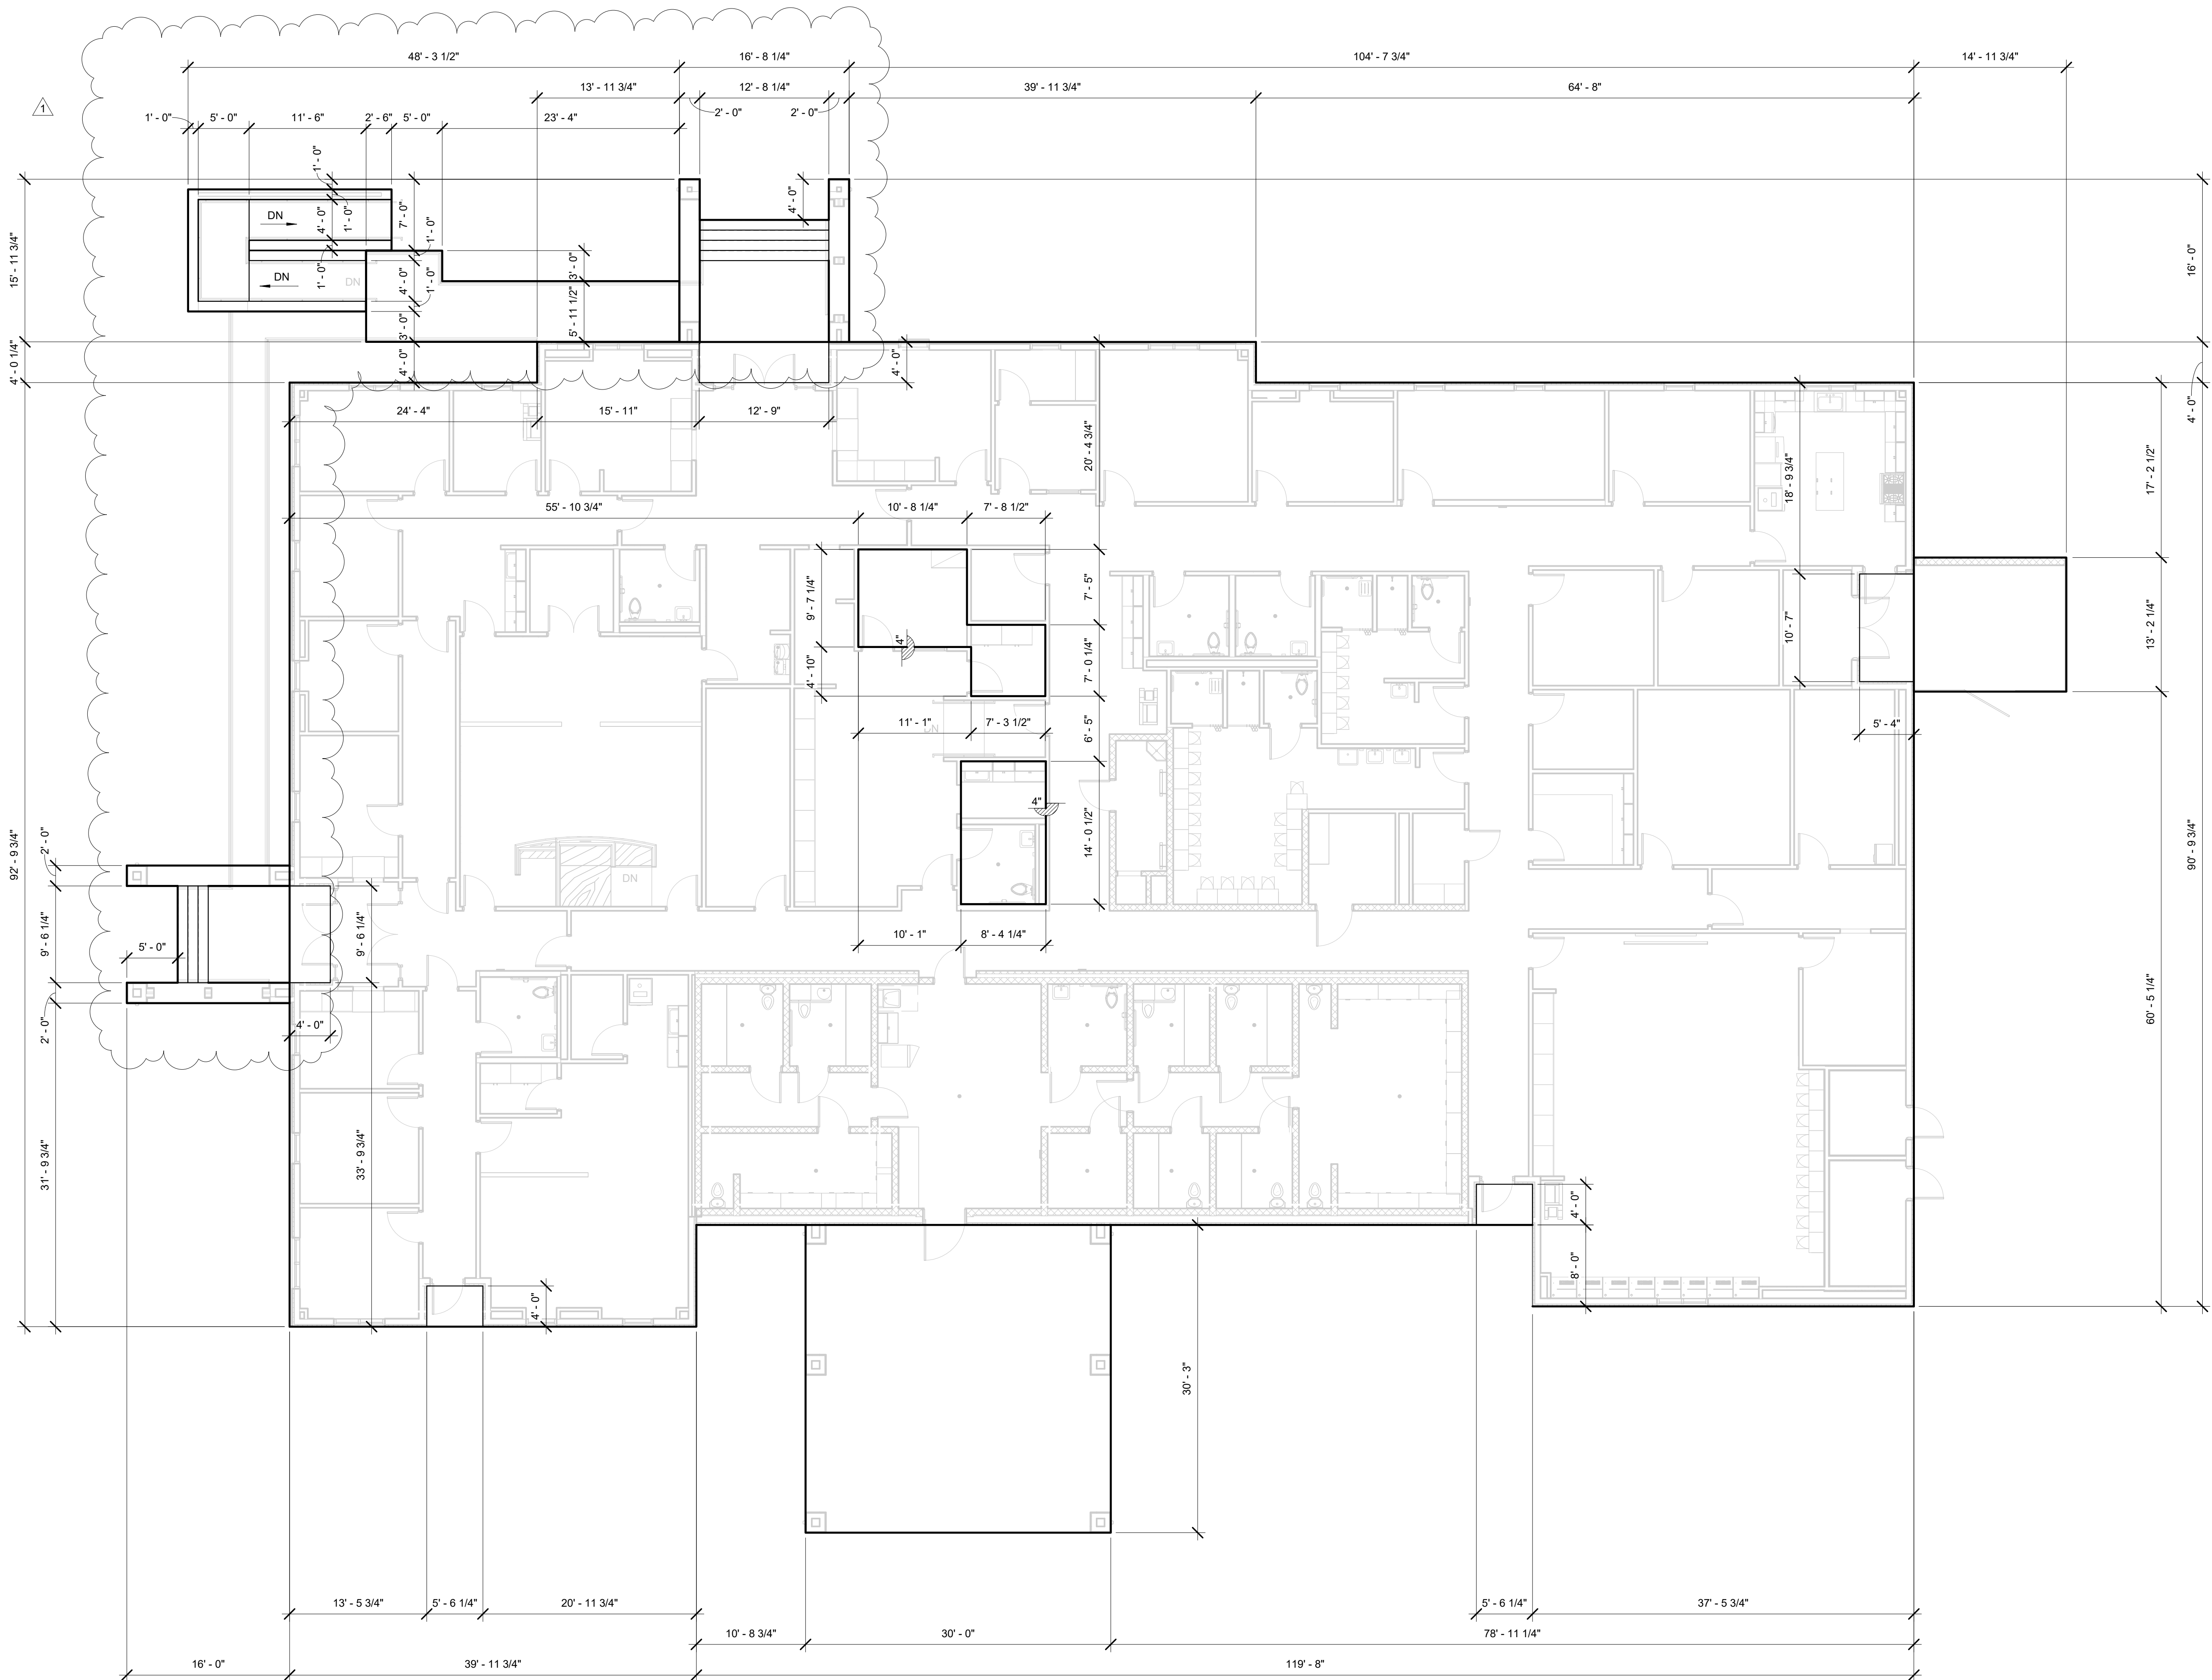 48' - 3 1/2"
16' - 8 1/4"
104' - 7 3/4"
14' - 11 3/4"
13' - 11 3/4"
12' - 8 1/4"
39' - 11 3/4"
64' - 8"
1
2' - 0"
2' - 0"
1' - 0"
5' - 0"
11' - 6"
2' - 6"
5' - 0"
23' - 4"
1' - 0"
1' - 0"
4' - 0"
7' - 0"
4' - 0"
DN
1' - 0"
15' - 11 3/4"
16' - 0"
DN
DN
1' - 0"
4' - 0"
1' - 0"
3' - 0"
5' - 11 1/2"
3' - 0"
4' - 0 1/4"
4' - 0"
4' - 0"
4' - 0"
24' - 4"
15' - 11"
12' - 9"
20' - 4 3/4"
18' - 9 3/4"
17' - 2 1/2"
55' - 10 3/4"
10' - 8 1/4"
7' - 8 1/2"
9' - 7 1/4"
7' - 5"
10' - 7"
13' - 2 1/4"
4"
4' - 10"
7' - 0 1/4"
11' - 1"
7' - 3 1/2"
DN
6' - 5"
5' - 4"
4"
14' - 0 1/2"
92' - 9 3/4"
90' - 9 3/4"
2' - 0"
DN
9' - 6 1/4"
5' - 0"
9' - 6 1/4"
10' - 1"
8' - 4 1/4"
60' - 5 1/4"
2' - 0"
4' - 0"
31' - 9 3/4"
33' - 9 3/4"
4' - 0"
8' - 0"
4' - 0"
30' - 3"
13' - 5 3/4"
5' - 6 1/4"
20' - 11 3/4"
5' - 6 1/4"
37' - 5 3/4"
10' - 8 3/4"
30' - 0"
78' - 11 1/4"
16' - 0"
39' - 11 3/4"
119' - 8"